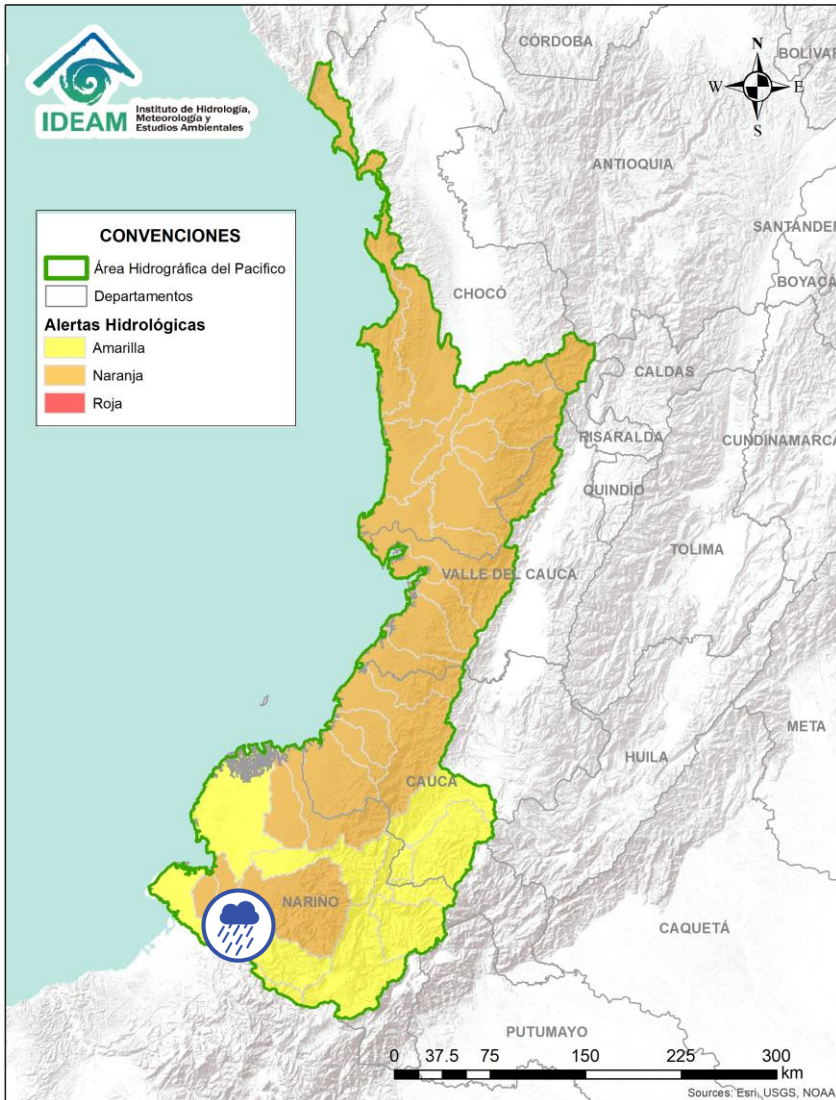 IDEAM
Instituto de Hidrología,
Meteorología y
Estudios Ambientales
CÓRDOBA
BOLÍVAR
N
W
E
S
ANTIOQUIA
SANTANDER
CONVENCIONES
Área Hidrográfica del Pacifico
Departamentos
Alertas Hidrológicas
Amarilla
Naranja
Roja
BOYACÁ
CHOCÓ
CALDAS
RISARALDA
CUNDINAMARCA
QUINDÍO
TOLIMA
VALLE DEL CAUCA
META
HUILA
CAUCA
NARIÑO
CAQUETÁ
PUTUMAYO
0 37.5 75 150 225 300
km
Sources: Esri, USGS, NOAA